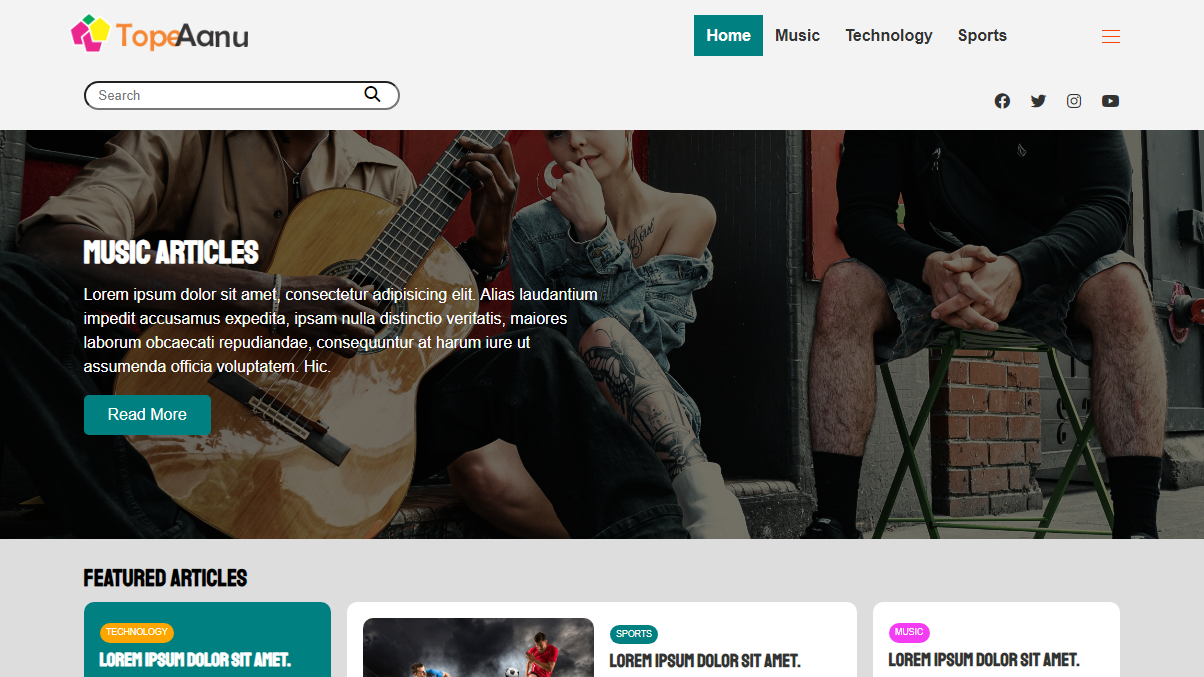 TopeAanu
Home Music Technology Sports
Search
MUSIC ARTICLES
Lorem ipsum dolor sit amet, consectetur adipisicing elit. Alias laudantium
impedit accusamus expedita, ipsam nulla distinctio veritatis, maiores
laborum obcaecati repudiandae, consequuntur at harum iure ut
assumenda officia voluptatem. Hic.
Read More
FEATURED ARTICLES
TECHNOLOGY
LOREM IPSUM DOLOR SIT AMET.
SPORTS
LOREM IPSUM DOLOR SIT AMET.
MUSIC
LOREM IPSUM DOLOR SIT AMET.